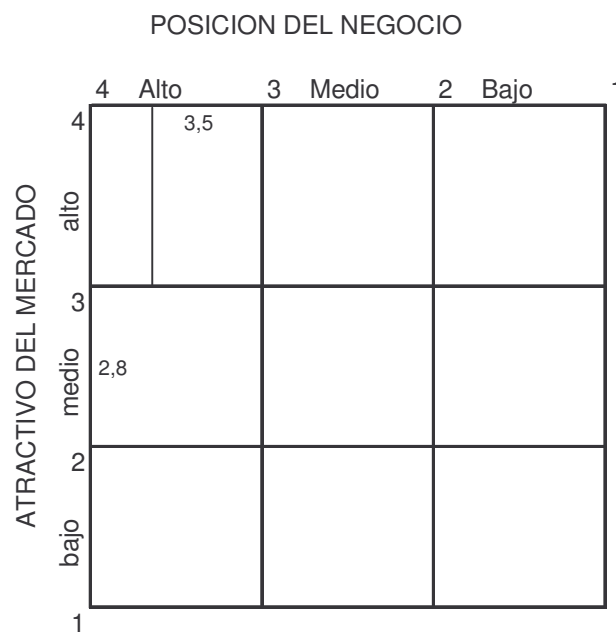 POSICION DEL NEGOCIO
4 Alto 3 Medio 2 Bajo 1
4 3,5
alto
3
ATRACTIVO DEL MERCADO
medio 2,8
2
bajo
1